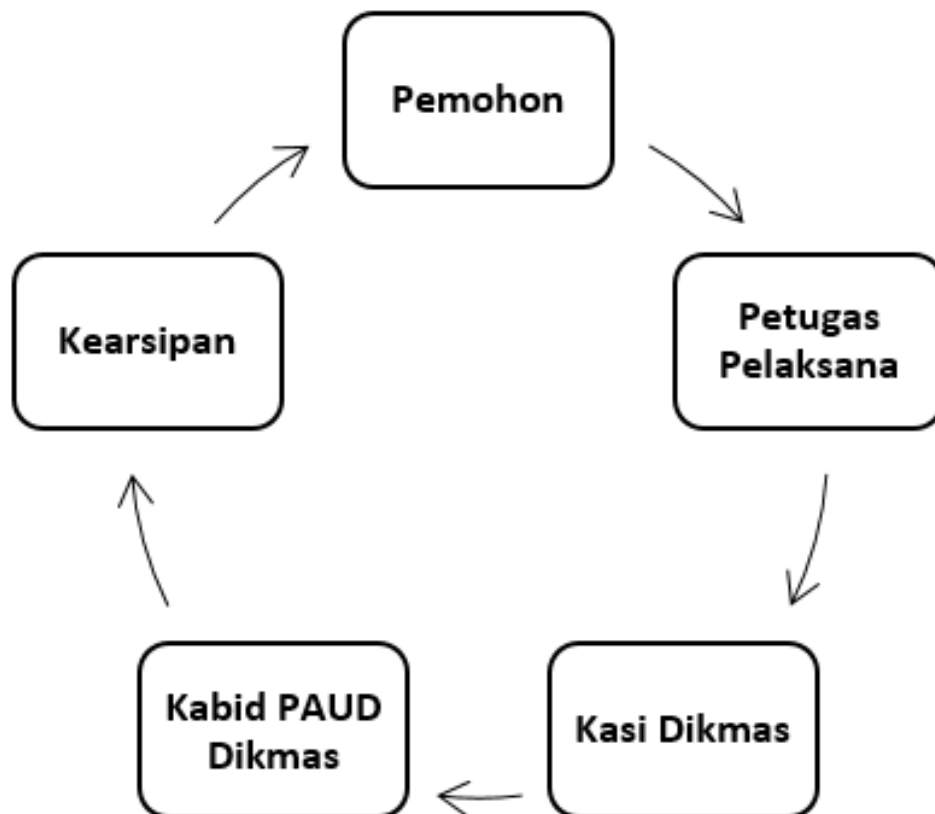 Pemohon
Petugas
Pelaksana
Kasi Dikmas
Kabid PAUD
Dikmas
Kearsipan